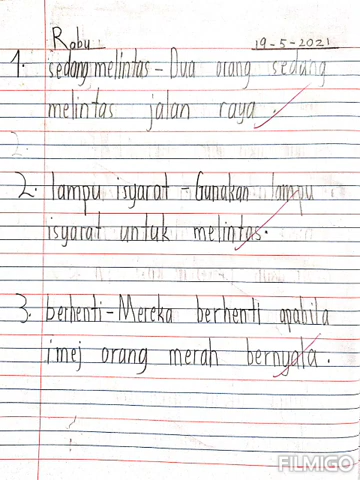 Rabu 19-5-2021
1. sedang melintas - Dua orang sedang
melintas jalan raya.
2. lampu isyarat - Gunakan lampu
isyarat untuk melintas.
3. berhenti - Mereka berhenti apabila
imej orang merah bernyala.
FILMIGO